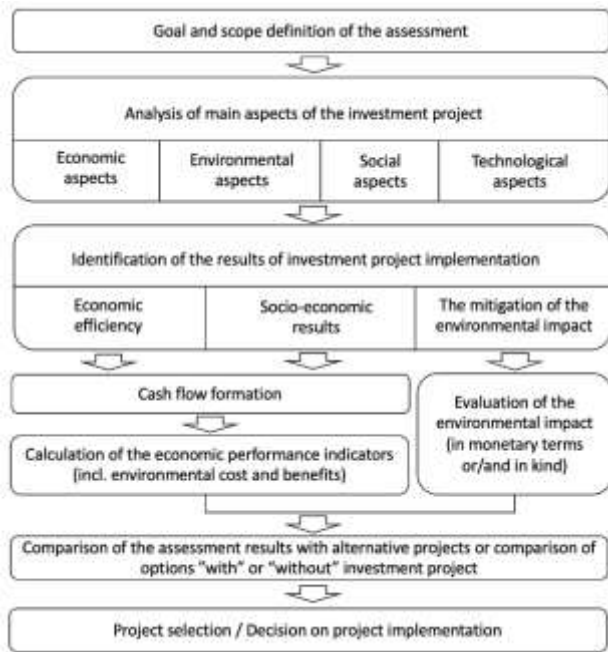 Goal and scope definition of the assessment
Analysis of main aspects of the investment project
Economic
aspects
Environmental
aspects
Social
aspects
Technological
aspects
Identification of the results of investment project implementation
Economic
efficiency
Socio-economic
results
The mitigation of the
environmental impact
Cash flow formation
Calculation of the economic performance indicators
(incl. environmental cost and benefits)
Evaluation of the
environmental impact
(in monetary terms
or/and in kind)
Comparison of the assessment results with alternative projects or comparison of
options "with" or "without" investment project
Project selection / Decision on project implementation